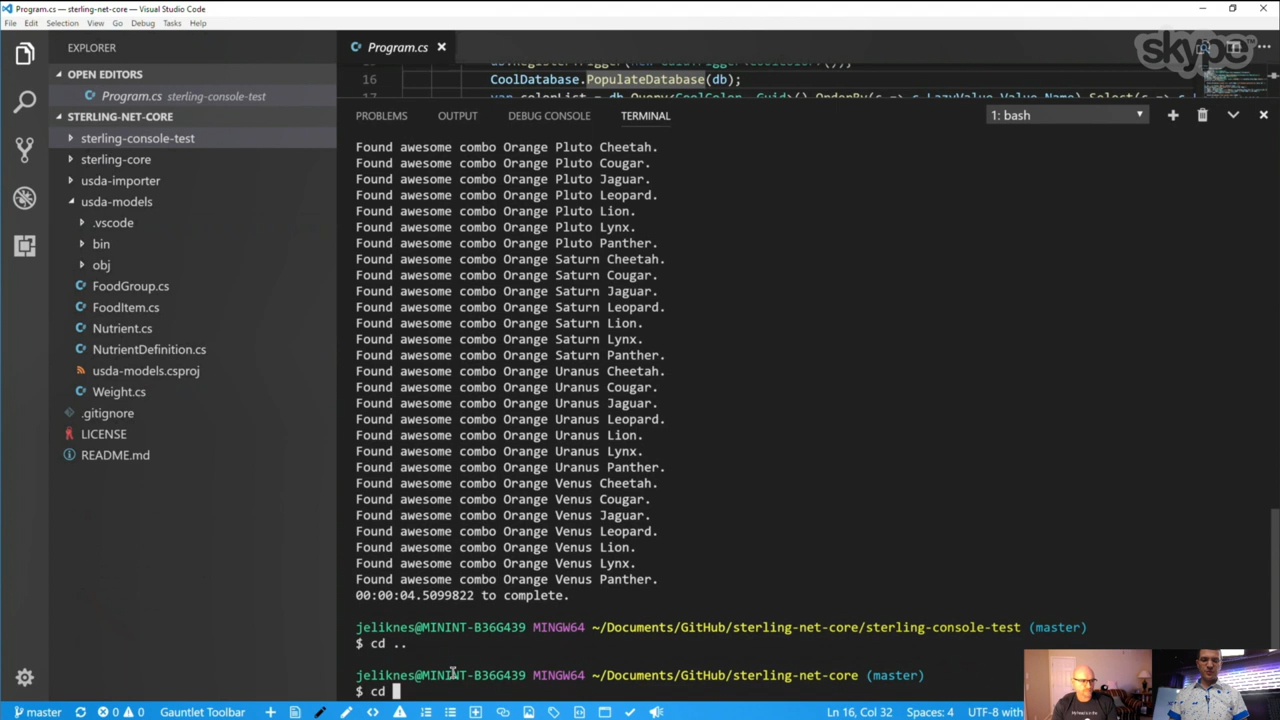 Program.cs — sterling-net-core — Visual Studio Code
File Edit Selection View Go Debug Tasks Help
EXPLORER
OPEN EDITORS
Program.cs sterling-console-test
STERLING-NET-CORE
sterling-console-test
sterling-core
usda-importer
usda-models
.vscode
bin
obj
FoodGroup.cs
FoodItem.cs
Nutrient.cs
NutrientDefinition.cs
usda-models.csproj
Weight.cs
.gitignore
LICENSE
README.md
Program.cs
skype™
16 CoolDatabase.PopulateDatabase(db);
PROBLEMS OUTPUT DEBUG CONSOLE TERMINAL 1: bash
Found awesome combo Orange Pluto Cheetah.
Found awesome combo Orange Pluto Cougar.
Found awesome combo Orange Pluto Jaguar.
Found awesome combo Orange Pluto Leopard.
Found awesome combo Orange Pluto Lion.
Found awesome combo Orange Pluto Lynx.
Found awesome combo Orange Pluto Panther.
Found awesome combo Orange Saturn Cheetah.
Found awesome combo Orange Saturn Cougar.
Found awesome combo Orange Saturn Jaguar.
Found awesome combo Orange Saturn Leopard.
Found awesome combo Orange Saturn Lion.
Found awesome combo Orange Saturn Lynx.
Found awesome combo Orange Saturn Panther.
Found awesome combo Orange Uranus Cheetah.
Found awesome combo Orange Uranus Cougar.
Found awesome combo Orange Uranus Jaguar.
Found awesome combo Orange Uranus Leopard.
Found awesome combo Orange Uranus Lion.
Found awesome combo Orange Uranus Lynx.
Found awesome combo Orange Uranus Panther.
Found awesome combo Orange Venus Cheetah.
Found awesome combo Orange Venus Cougar.
Found awesome combo Orange Venus Jaguar.
Found awesome combo Orange Venus Leopard.
Found awesome combo Orange Venus Lion.
Found awesome combo Orange Venus Lynx.
Found awesome combo Orange Venus Panther.
00:00:04.5099822 to complete.
jeliknes@MININT-B36G439 MINGW64 ~/Documents/GitHub/sterling-net-core/sterling-console-test (master)
$ cd ..
jeliknes@MININT-B36G439 MINGW64 ~/Documents/GitHub/sterling-net-core (master)
$ cd
master 0 0 Gauntlet Toolbar Ln 16, Col 32 Spaces: 4 UTF-8 with